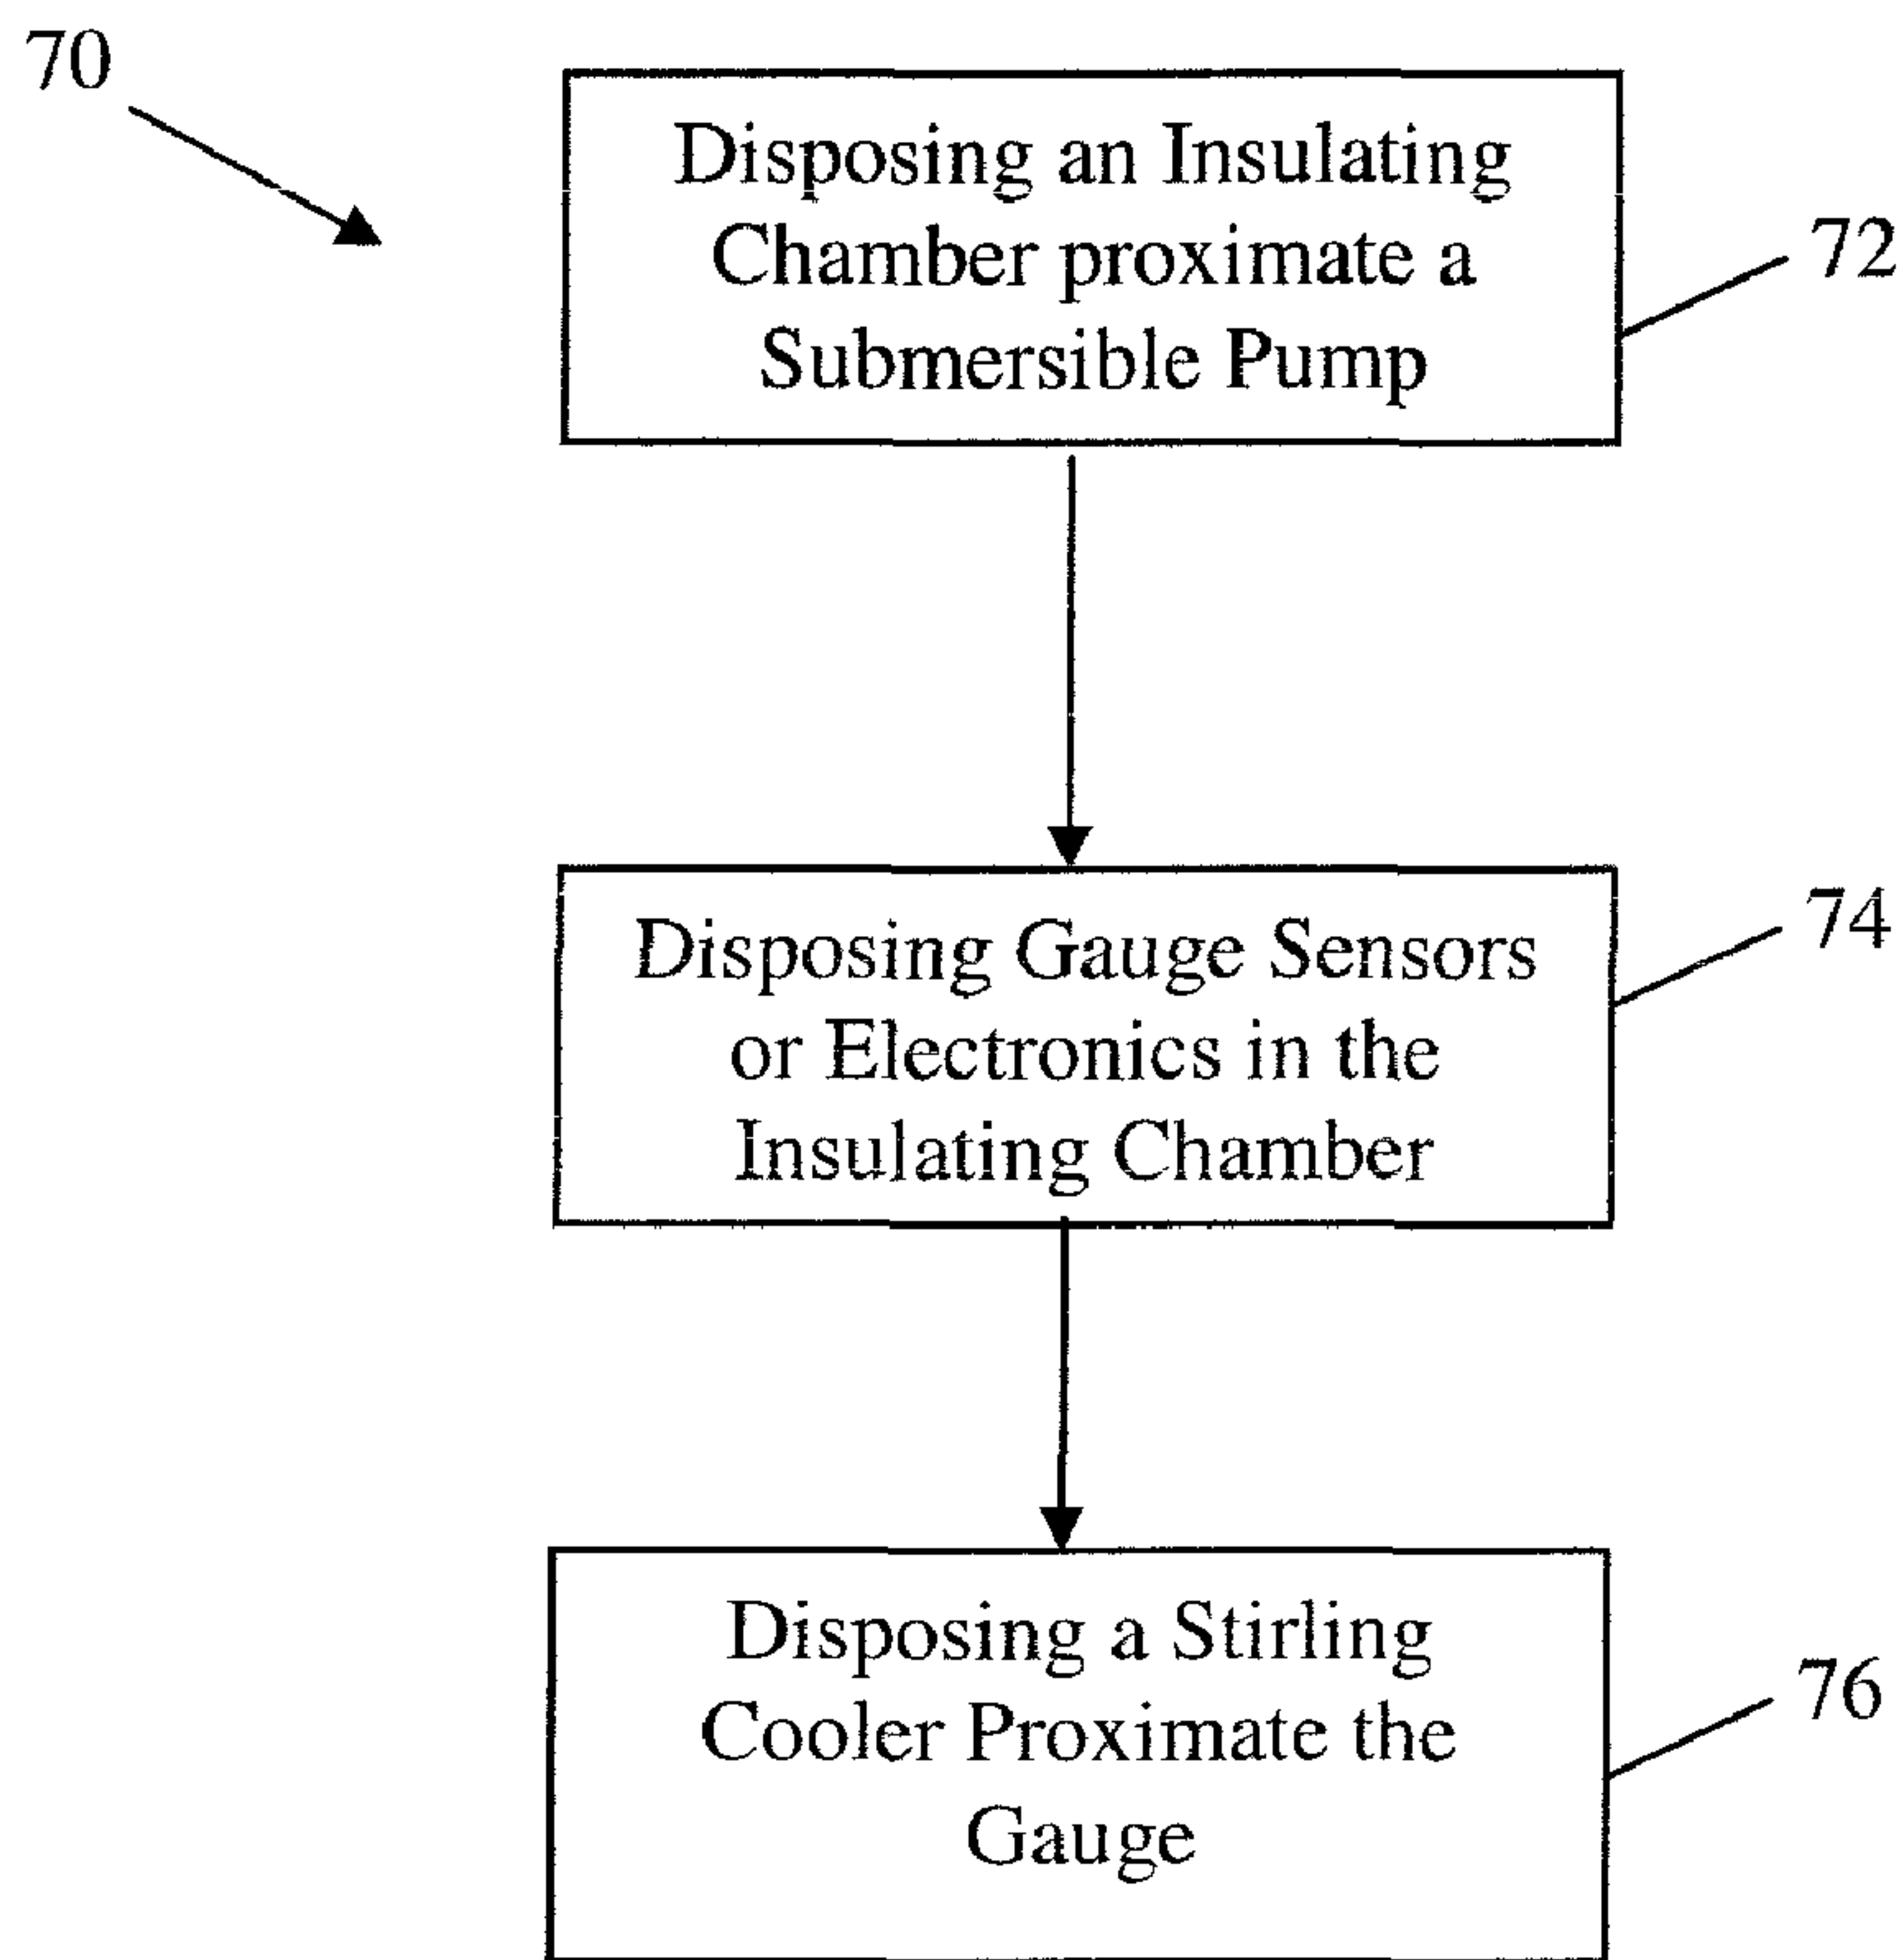 70
Disposing an Insulating
Chamber proximate a
Submersible Pump
72
Disposing Gauge Sensors
or Electronics in the
Insulating Chamber
74
Disposing a Stirling
Cooler Proximate the
Gauge
76